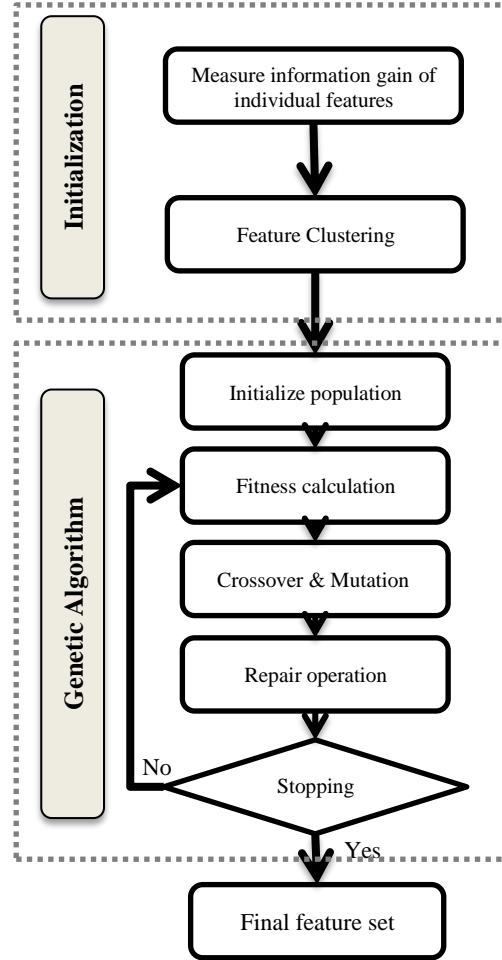 Initialization
Measure information gain of
individual features
Feature Clustering
Genetic Algorithm
Initialize population
Fitness calculation
Crossover & Mutation
Repair operation
No
Stopping
Yes
Final feature set